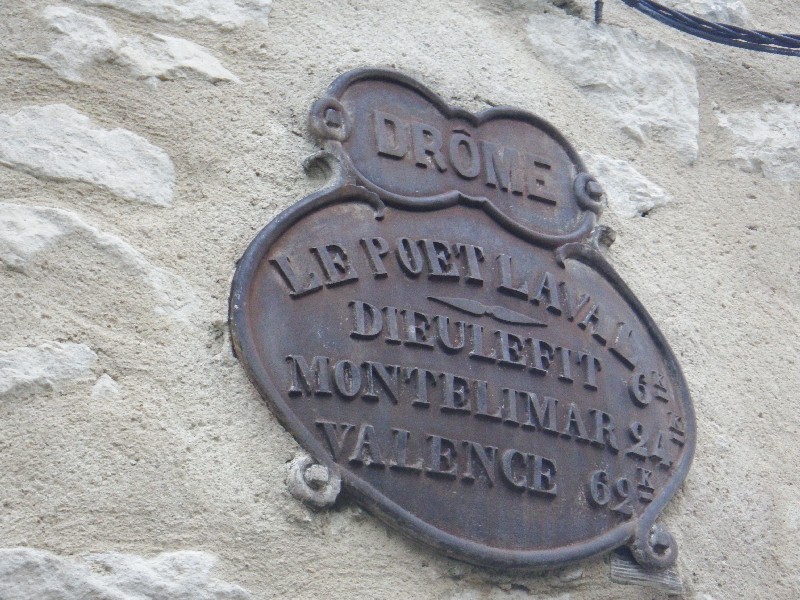 DRÔME
LE POET LAVAL
DIEULEFIT 6K
MONTELIMAR 24K
VALENCE 62K